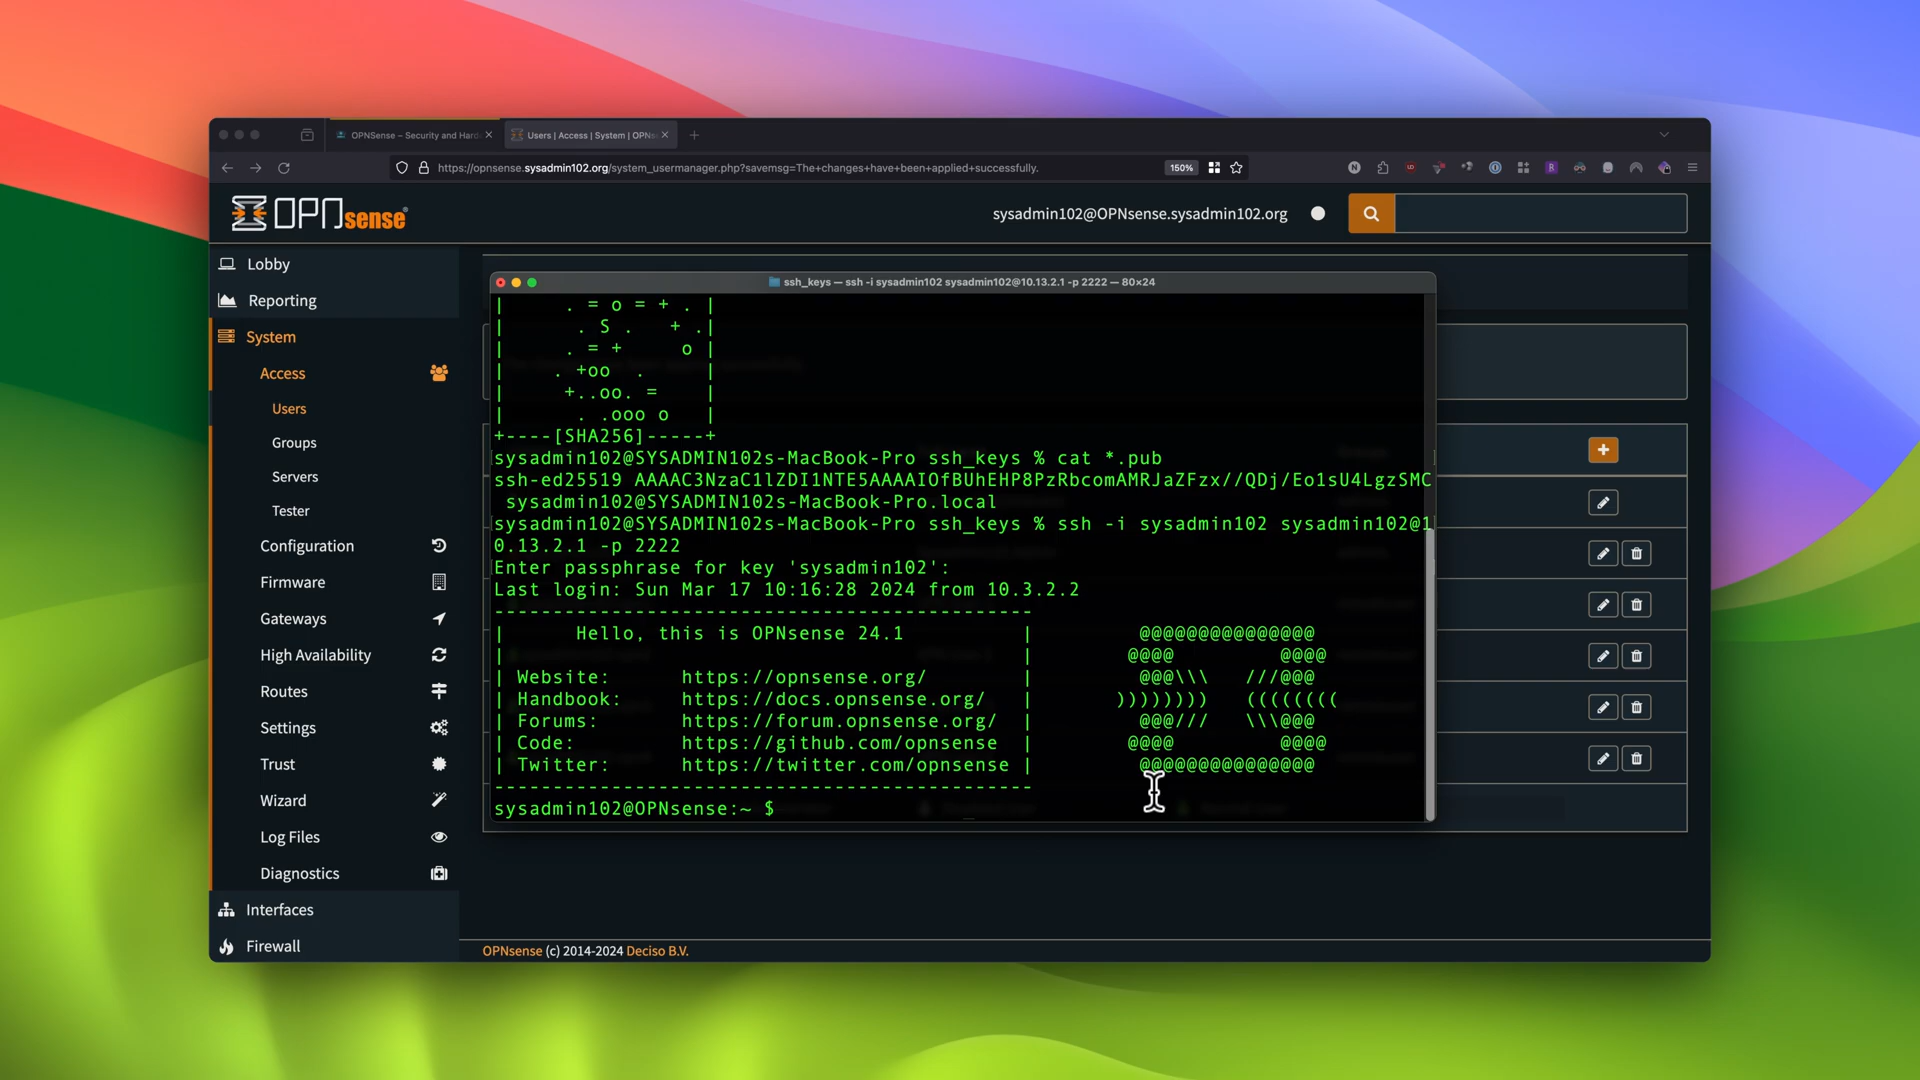 OPNSense – Security and Hard
Users | Access | System | OPNs
https://opnsense.sysadmin102.org/system_usermanager.php?savemsg=The+changes+have+been+applied+successfully.
150%
OPNsense
sysadmin102@OPNsense.sysadmin102.org
Lobby
Reporting
System
Access
Users
Groups
Servers
Tester
Configuration
Firmware
Gateways
High Availability
Routes
Settings
Trust
Wizard
Log Files
Diagnostics
Interfaces
Firewall
ssh_keys — ssh -i sysadmin102 sysadmin102@10.13.2.1 -p 2222 — 80×24
|      . = o = + . |
|       . S .   + .|
|      . = +     o |
|     . +oo  .     |
|      +..oo. =    |
|       . .ooo o   |
+----[SHA256]-----+
sysadmin102@SYSADMIN102s-MacBook-Pro ssh_keys % cat *.pub
ssh-ed25519 AAAAC3NzaC1lZDI1NTE5AAAAIOfBUhEHP8PzRbcomAMRJaZFzx//QDj/Eo1sU4LgzSMC
sysadmin102@SYSADMIN102s-MacBook-Pro.local
sysadmin102@SYSADMIN102s-MacBook-Pro ssh_keys % ssh -i sysadmin102 sysadmin102@1
0.13.2.1 -p 2222
Enter passphrase for key 'sysadmin102':
Last login: Sun Mar 17 10:16:28 2024 from 10.3.2.2
----------------------------------------------
|      Hello, this is OPNsense 24.1           |         @@@@@@@@@@@@@@@
|                                             |        @@@@         @@@@
| Website:      https://opnsense.org/         |         @@@\\\   ///@@@
| Handbook:     https://docs.opnsense.org/    |       ))))))))   ((((((((
| Forums:       https://forum.opnsense.org/   |         @@@///   \\\@@@
| Code:         https://github.com/opnsense   |        @@@@         @@@@
| Twitter:      https://twitter.com/opnsense  |         @@@@@@@@@@@@@@@
----------------------------------------------
sysadmin102@OPNsense:~ $
OPNsense (c) 2014-2024 Deciso B.V.